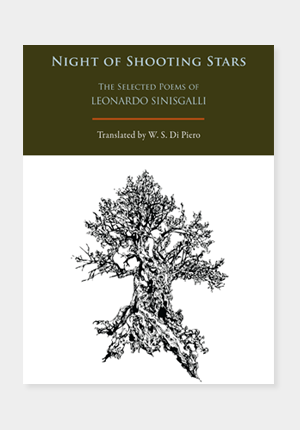 NIGHT OF SHOOTING STARS
THE SELECTED POEMS OF
LEONARDO SINISGALLI
Translated by W. S. Di Piero